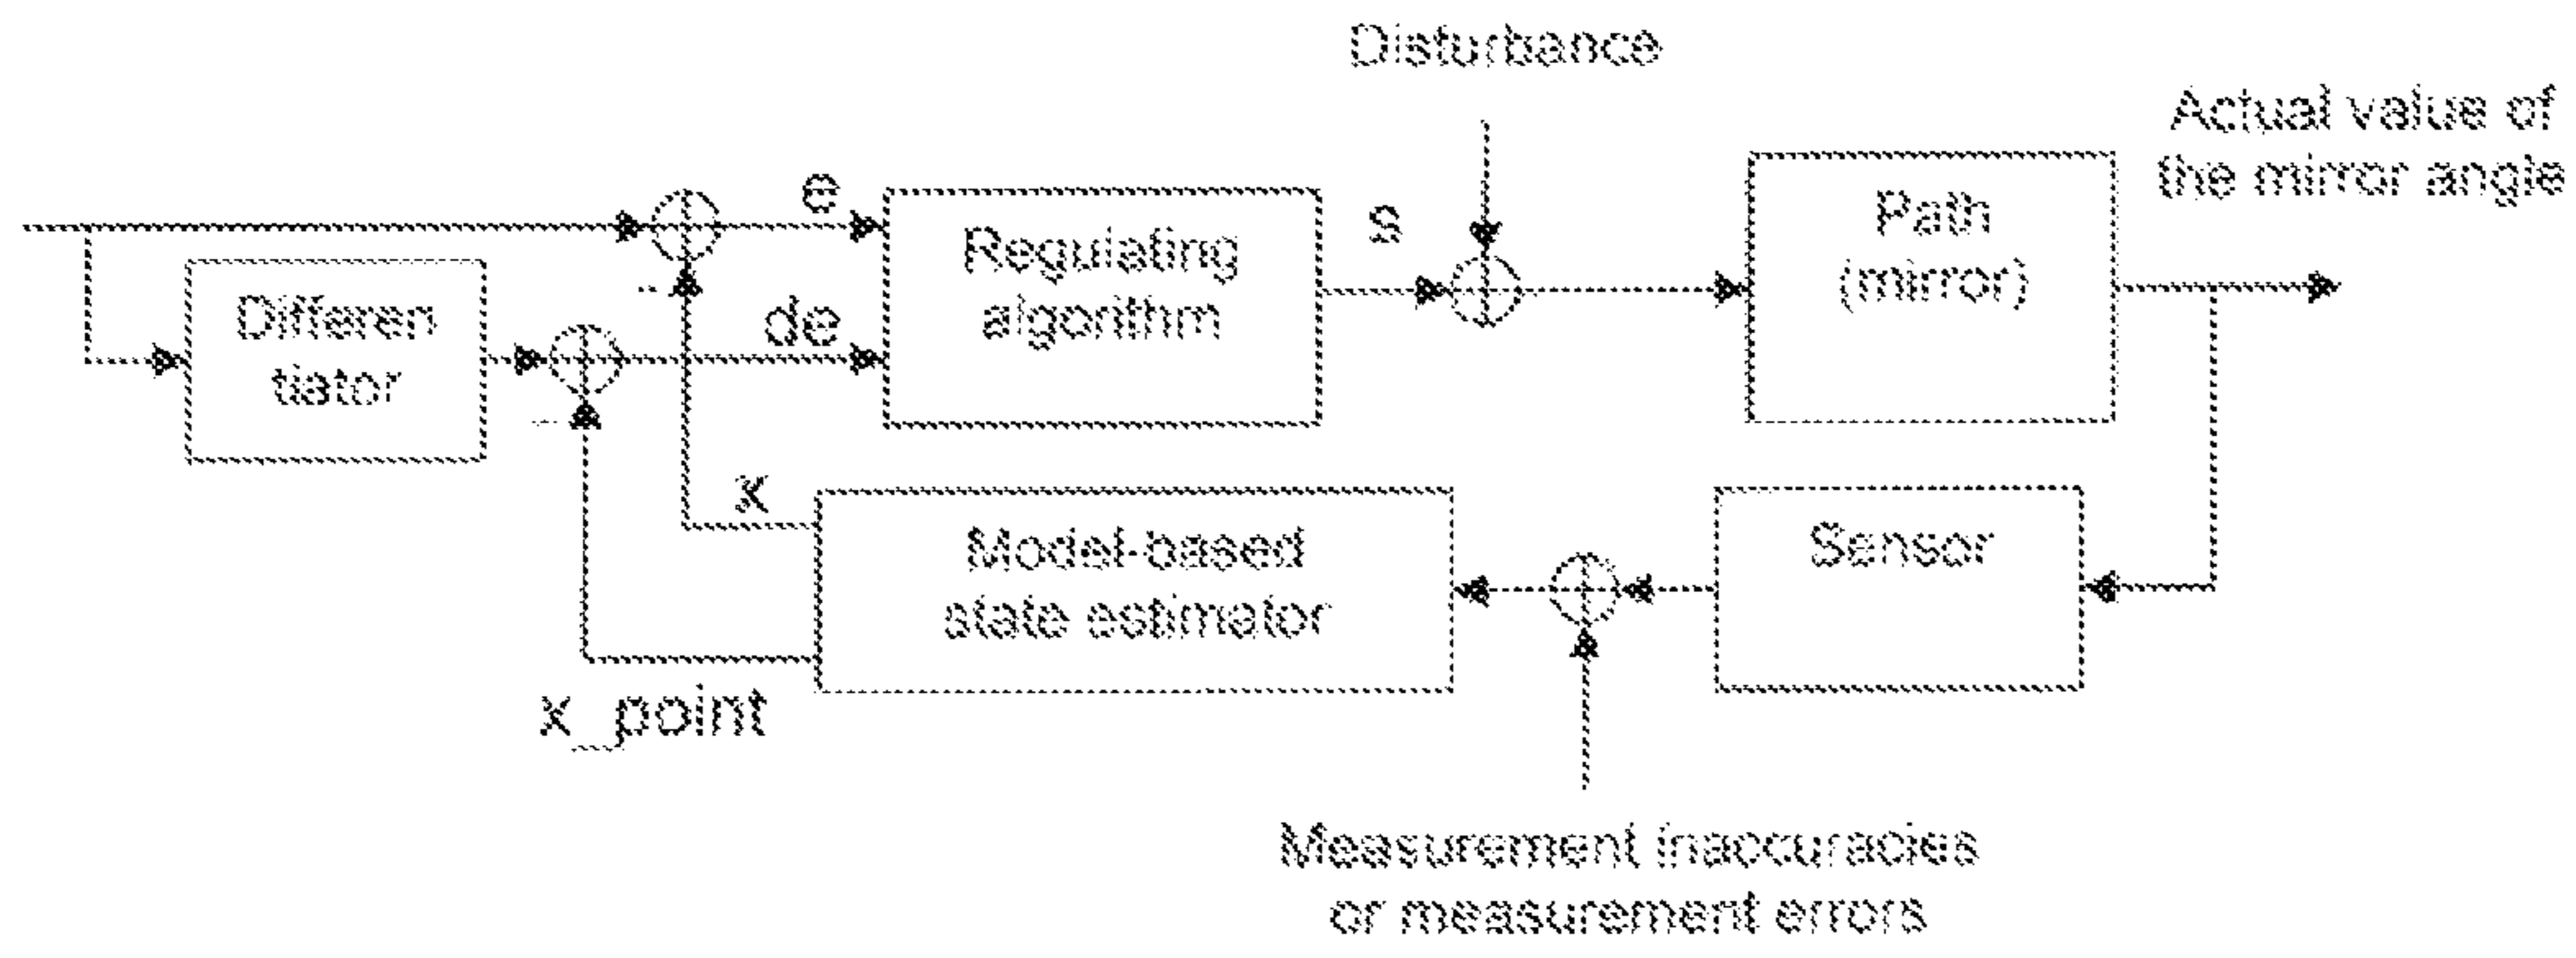 Disturbance
Actual value of
the mirror angle
e
Regulating
algorithm
s
Path
(mirror)
Differen
tiator
de
-
-
x
Model-based
state estimator
Sensor
x_point
Measurement inaccuracies
or measurement errors